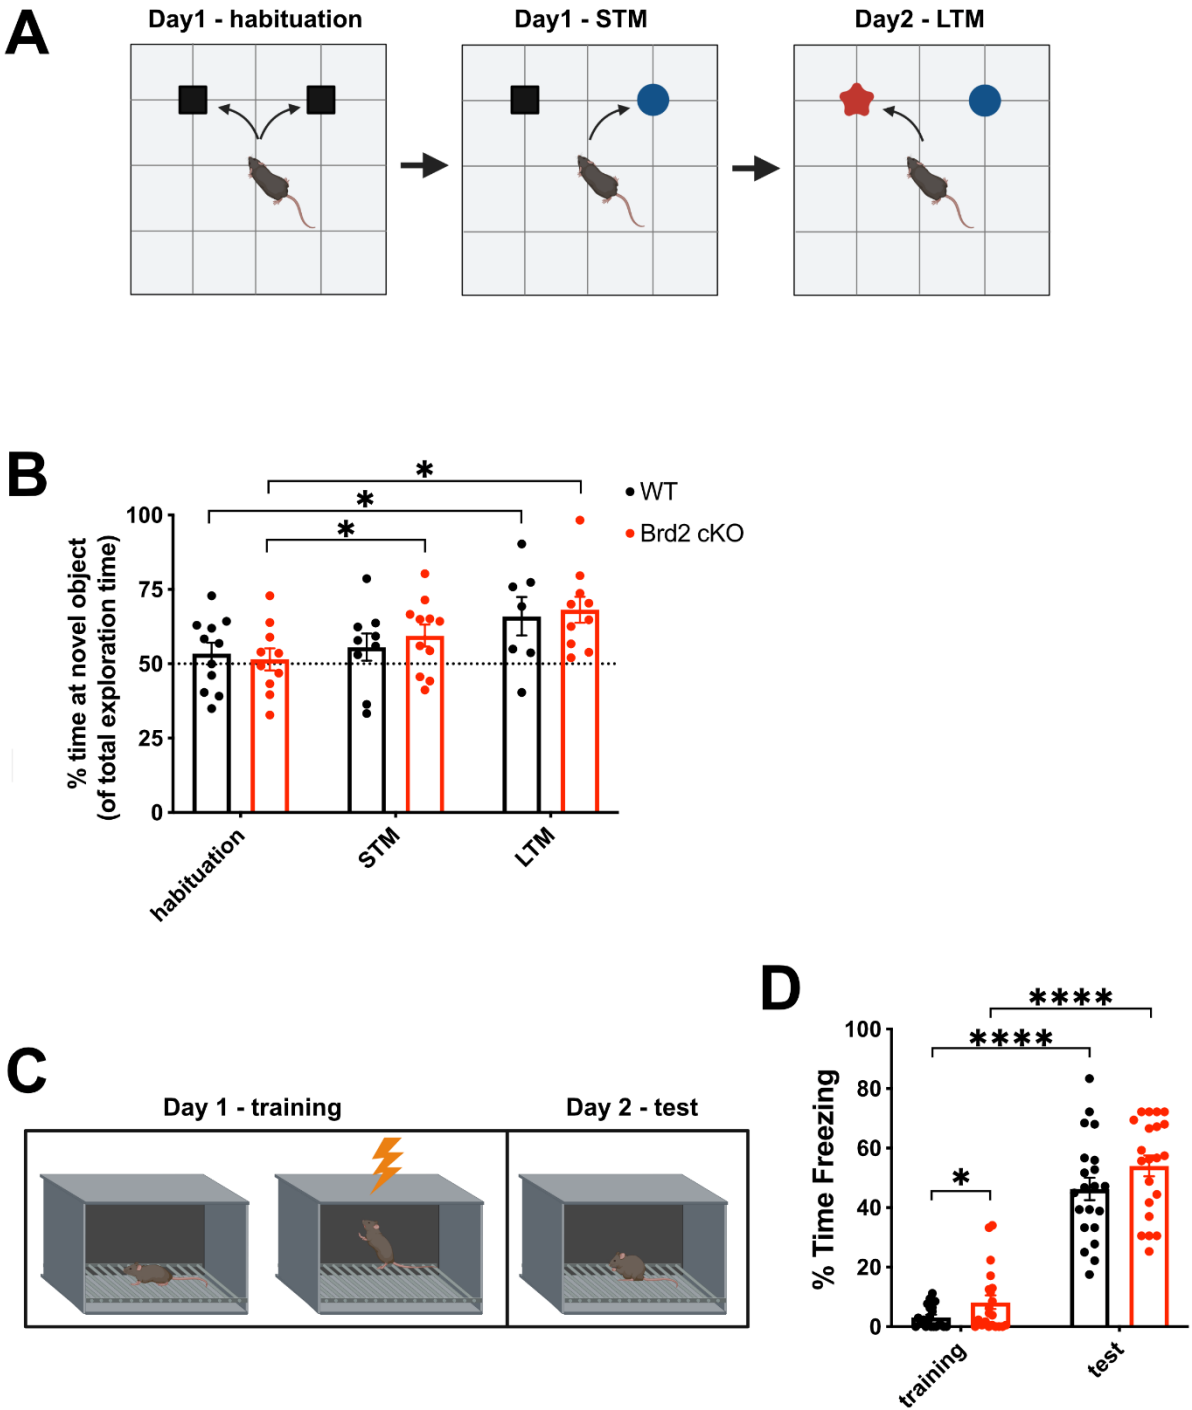 A
Day1 - habituation
Day1 - STM
Day2 - LTM
B
*
*
*
WT
Brd2 cKO
% time at novel object
(of total exploration time)
100
75
50
25
0
habituation
STM
LTM
C
Day 1 - training
Day 2 - test
D
****
****
*
% Time Freezing
100
80
60
40
20
0
training
test